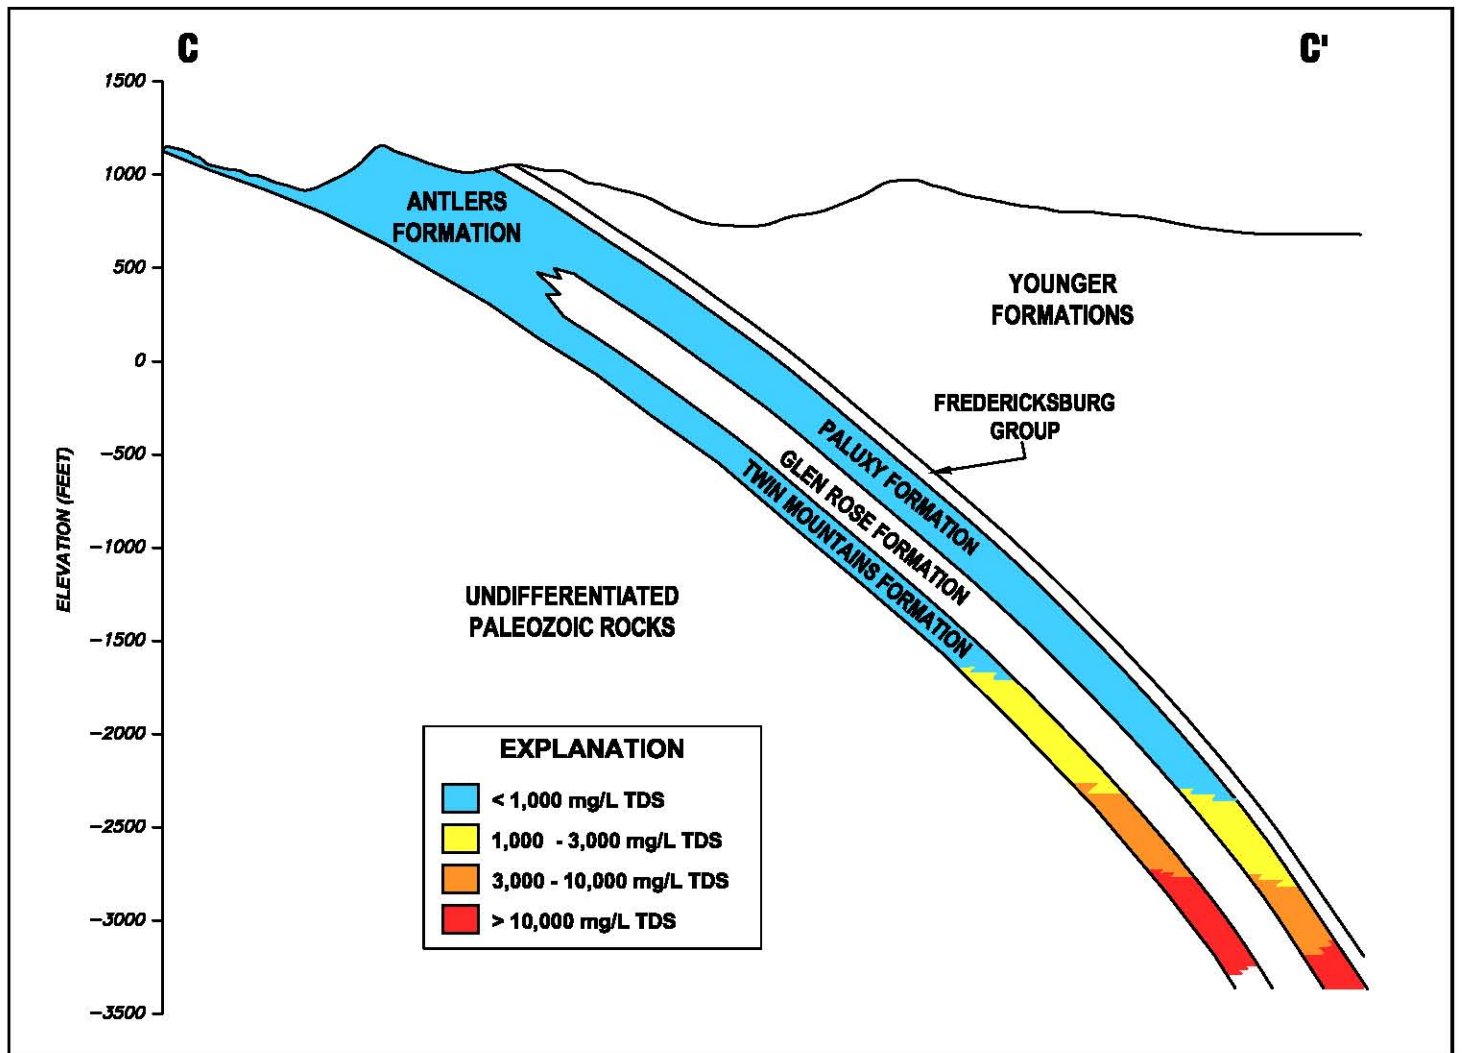 C
C'
1500
1000
500
0
−500
−1000
−1500
−2000
−2500
−3000
−3500
ELEVATION (FEET)
ANTLERS
FORMATION
YOUNGER
FORMATIONS
FREDERICKSBURG
GROUP
PALUXY FORMATION
GLEN ROSE FORMATION
TWIN MOUNTAINS FORMATION
UNDIFFERENTIATED
PALEOZOIC ROCKS
EXPLANATION
< 1,000 mg/L TDS
1,000 - 3,000 mg/L TDS
3,000 - 10,000 mg/L TDS
> 10,000 mg/L TDS